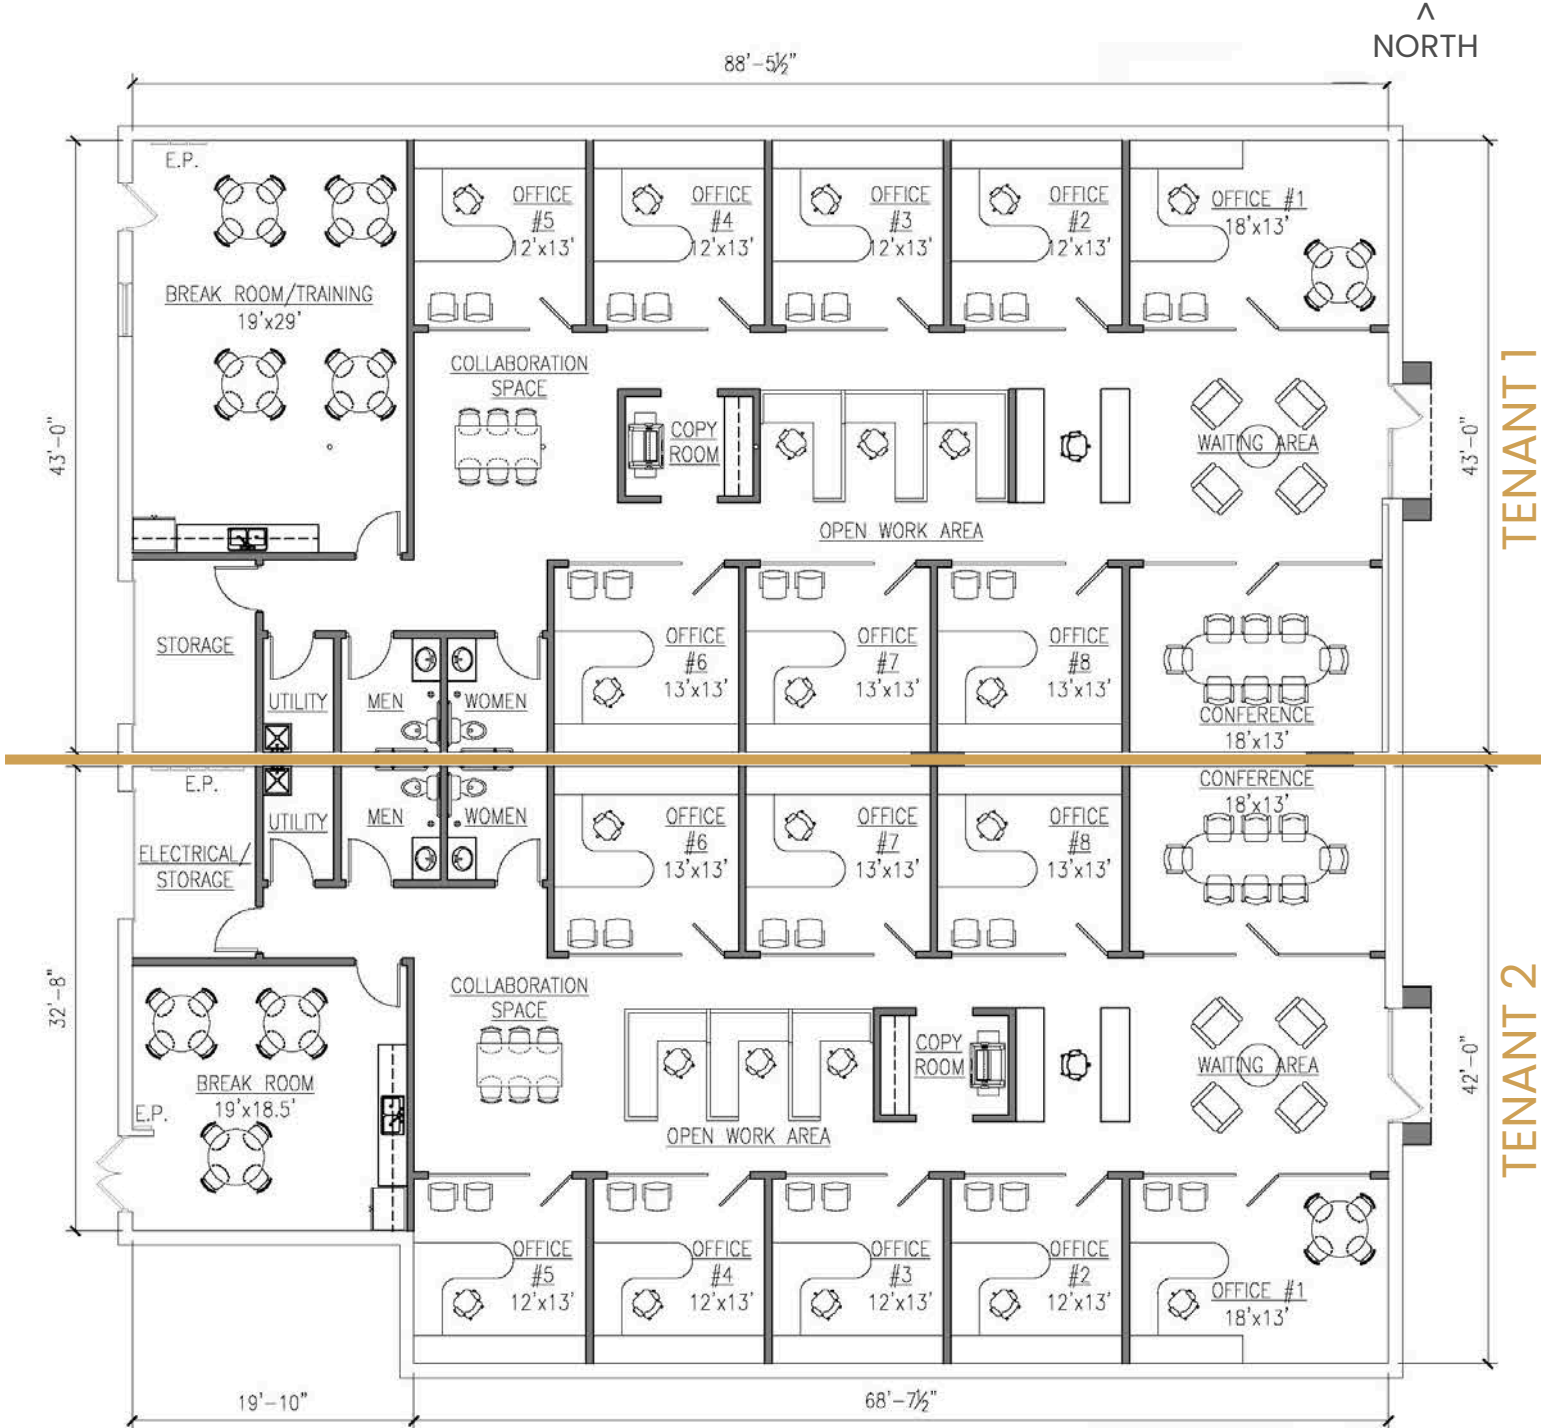 ^
NORTH
88'-5½"
E.P.
OFFICE
#5
12'x13'
OFFICE
#4
12'x13'
OFFICE
#3
12'x13'
OFFICE
#2
12'x13'
OFFICE #1
18'x13'
BREAK ROOM/TRAINING
19'x29'
COLLABORATION
SPACE
COPY
ROOM
WAITING AREA
OPEN WORK AREA
43'-0"
43'-0"
TENANT 1
STORAGE
UTILITY
MEN
WOMEN
OFFICE
#6
13'x13'
OFFICE
#7
13'x13'
OFFICE
#8
13'x13'
CONFERENCE
18'x13'
E.P.
UTILITY
MEN
WOMEN
OFFICE
#6
13'x13'
OFFICE
#7
13'x13'
OFFICE
#8
13'x13'
CONFERENCE
18'x13'
ELECTRICAL/
STORAGE
32'-8"
COLLABORATION
SPACE
COPY
ROOM
WAITING AREA
42'-0"
TENANT 2
BREAK ROOM
19'x18.5'
E.P.
OPEN WORK AREA
OFFICE
#5
12'x13'
OFFICE
#4
12'x13'
OFFICE
#3
12'x13'
OFFICE
#2
12'x13'
OFFICE #1
18'x13'
19'-10"
68'-7½"